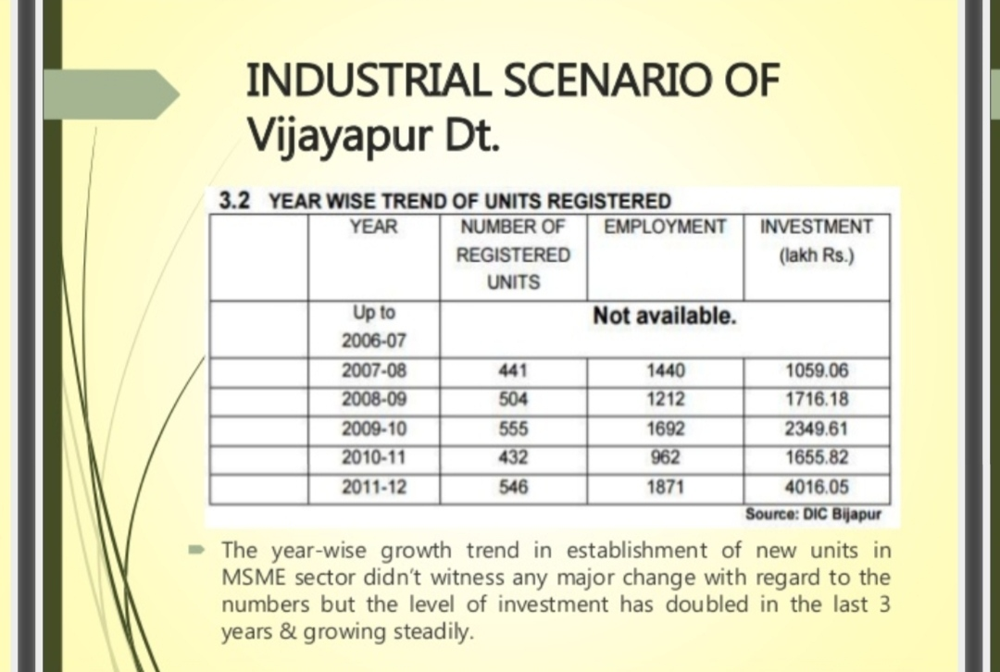 INDUSTRIAL SCENARIO OF
Vijayapur Dt.
3.2 YEAR WISE TREND OF UNITS REGISTERED
YEAR NUMBER OF REGISTERED UNITS EMPLOYMENT INVESTMENT (lakh Rs.)
Up to 2006-07 Not available.
2007-08 441 1440 1059.06
2008-09 504 1212 1716.18
2009-10 555 1692 2349.61
2010-11 432 962 1655.82
2011-12 546 1871 4016.05
Source: DIC Bijapur
The year-wise growth trend in establishment of new units in
MSME sector didn't witness any major change with regard to the
numbers but the level of investment has doubled in the last 3
years & growing steadily.